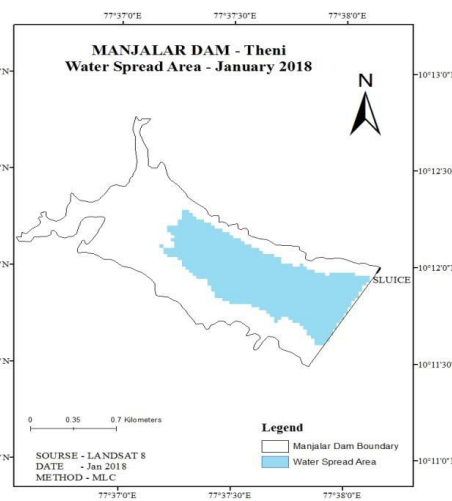 77°37'0"E 77°37'30"E 77°38'0"E
MANJALAR DAM - Theni
Water Spread Area - January 2018
N
10°13'0"
10°12'30"
10°12'0"
SLUICE
10°11'30"
10°11'0"
0 0.35 0.7 Kilometers
Legend
Manjalar Dam Boundary
Water Spread Area
SOURSE - LANDSAT 8
DATE - Jan 2018
METHOD - MLC
77°37'0"E 77°37'30"E 77°38'0"E